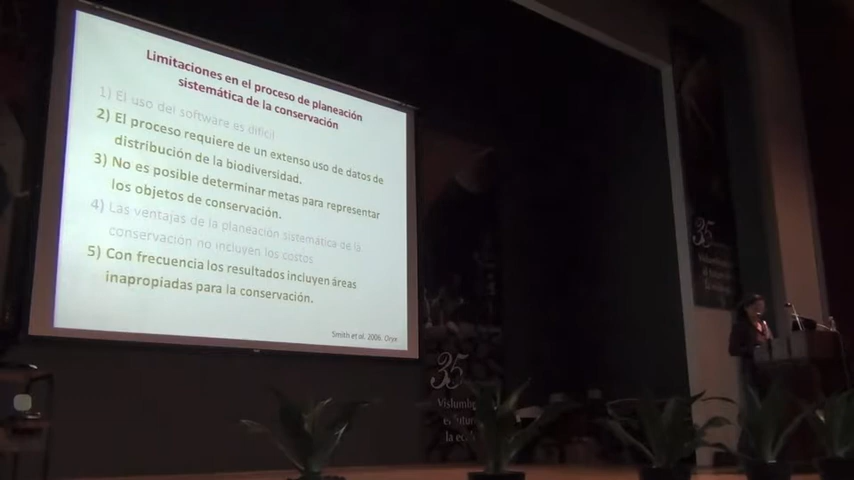 Limitaciones en el proceso de planeación
sistemática de la conservación
1) El uso del software es difícil
2) El proceso requiere de un extenso uso de datos de
distribución de la biodiversidad.
3) No es posible determinar metas para representar
los objetos de conservación.
4) Las ventajas de la planeación sistemática de la
conservación no incluyen los costos
5) Con frecuencia los resultados incluyen áreas
inapropiadas para la conservación.
Smith et al. 2006. Oryx
35
35